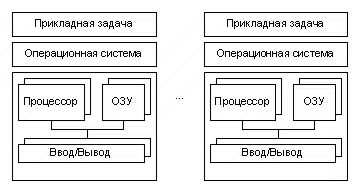 Прикладная задача
Операционная система
Процессор
ОЗУ
Ввод/Вывод
...
Прикладная задача
Операционная система
Процессор
ОЗУ
Ввод/Вывод